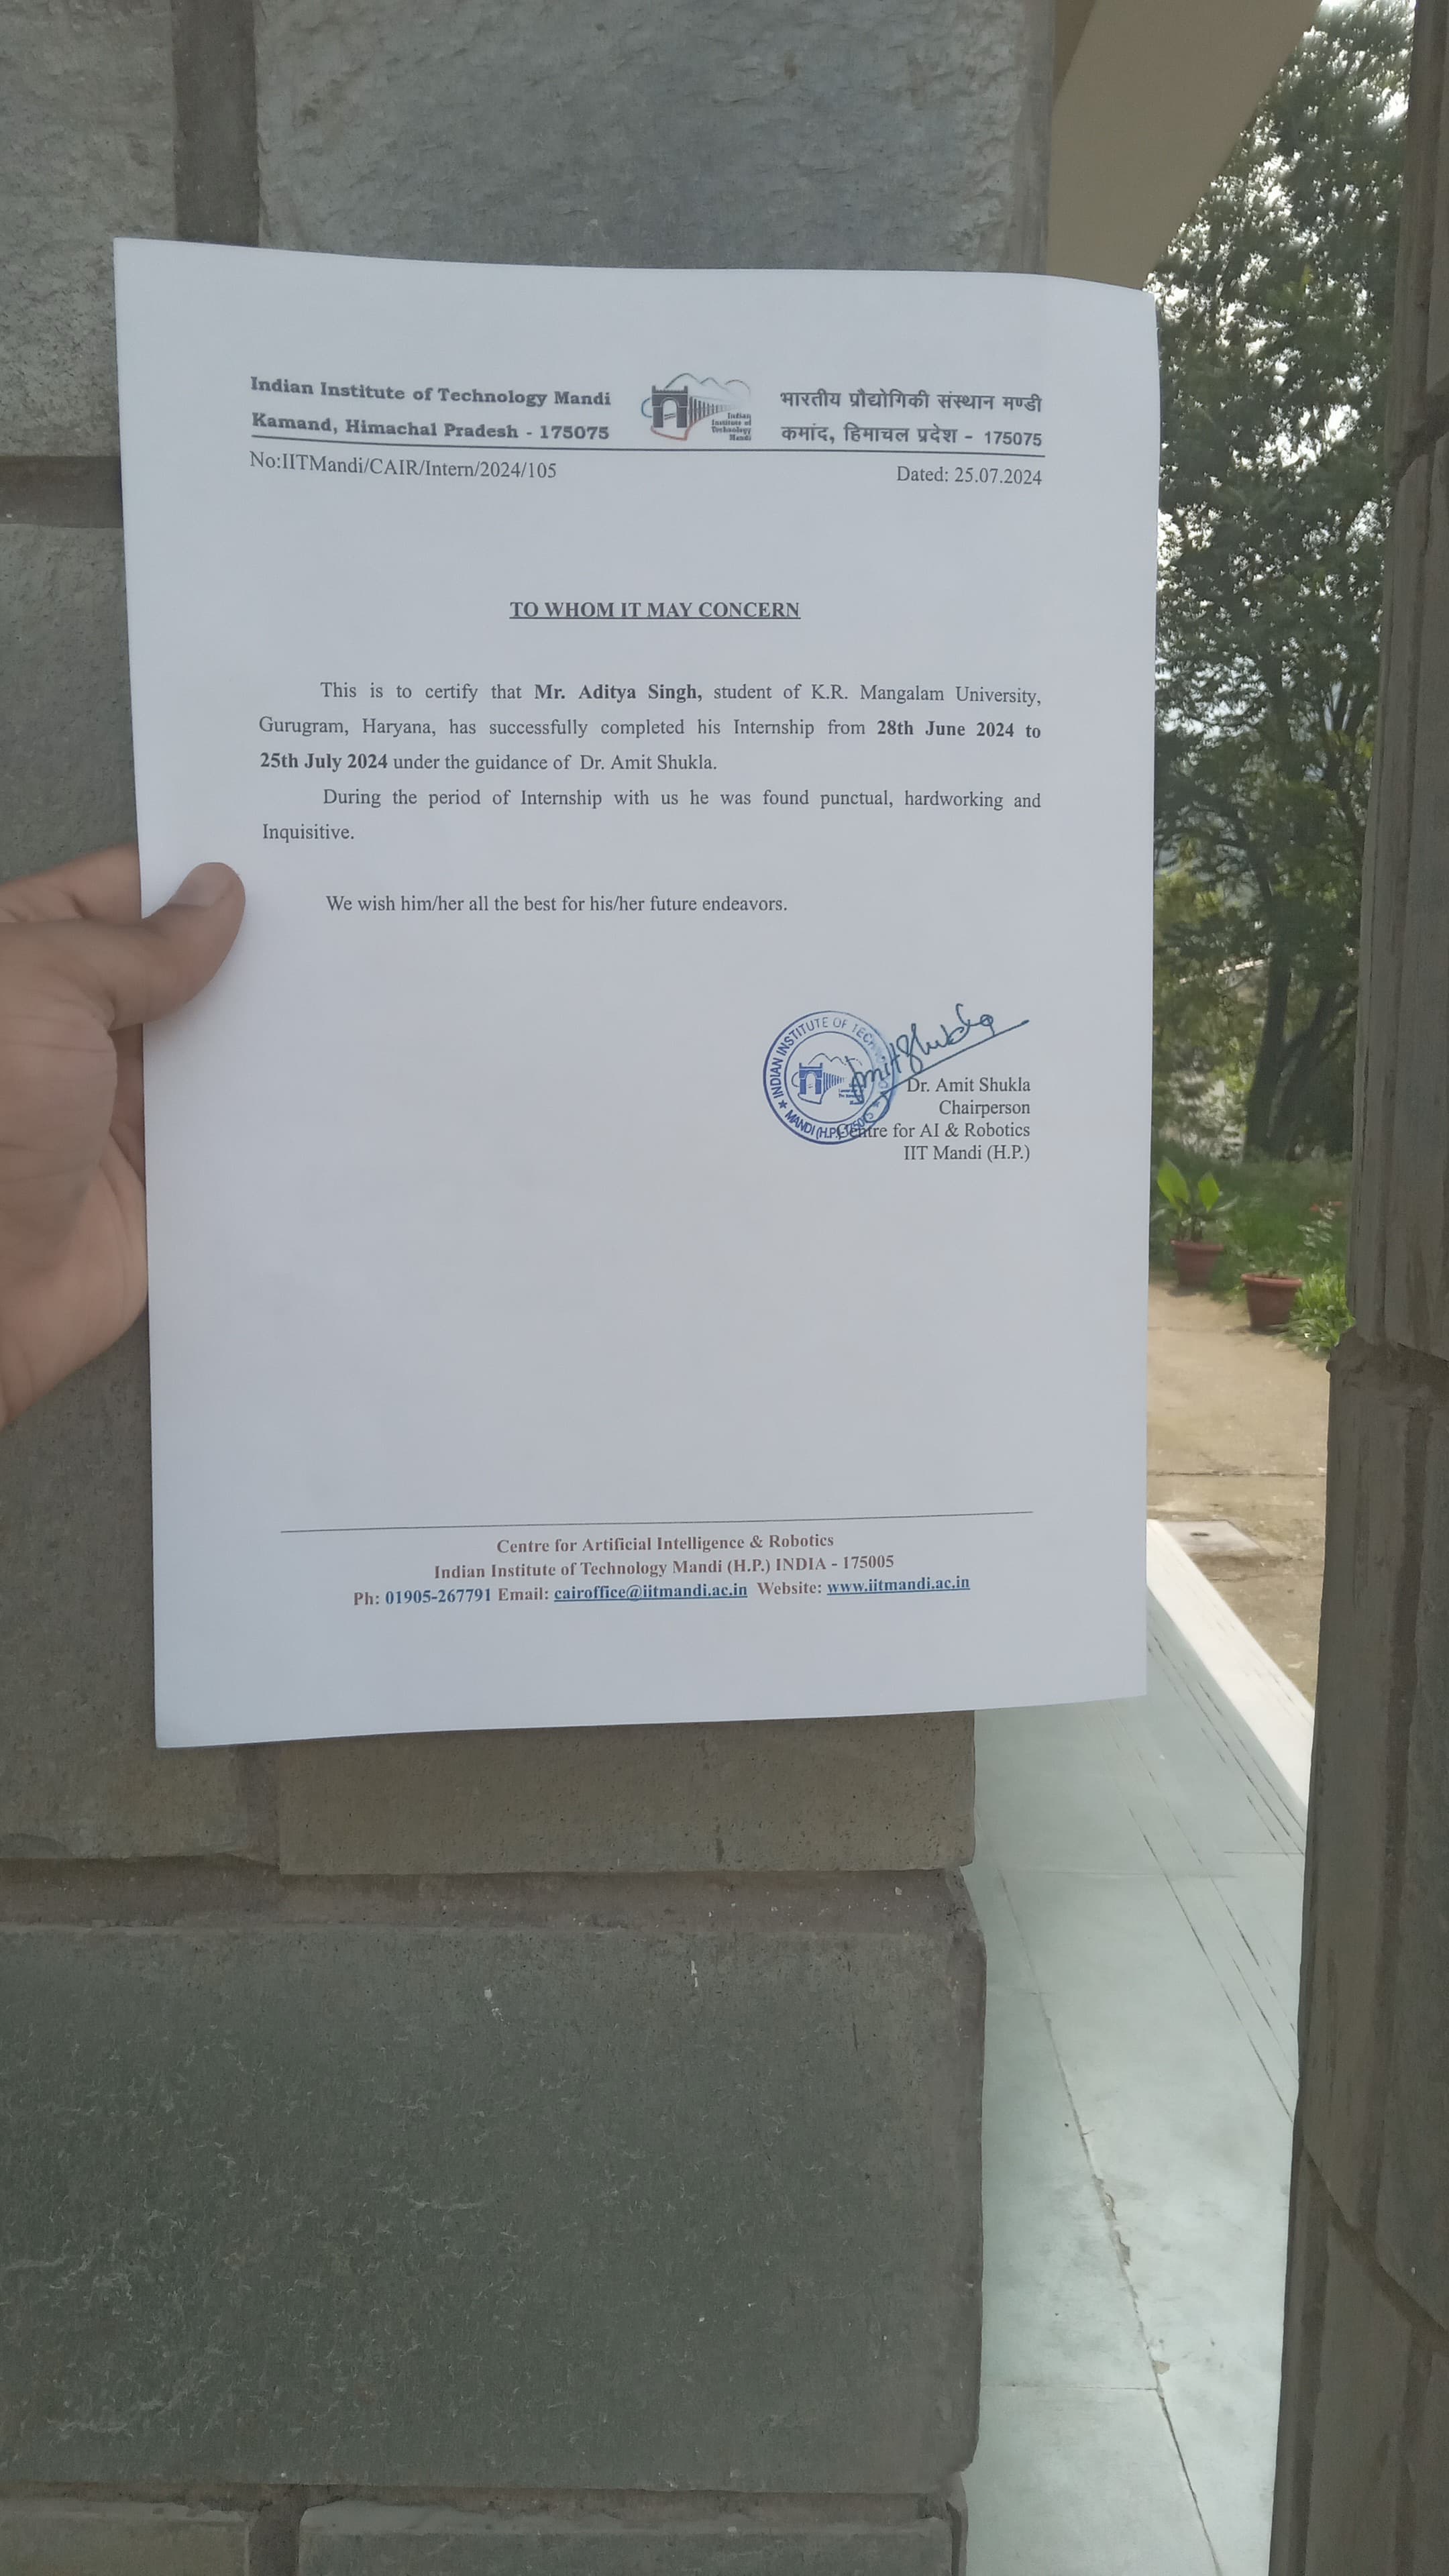 Indian Institute of Technology Mandi
Kamand, Himachal Pradesh - 175075
Indian
Institute of
Technology
Mandi
भारतीय प्रौद्योगिकी संस्थान मण्डी
कमांद, हिमाचल प्रदेश - 175075
No:IITMandi/CAIR/Intern/2024/105
Dated: 25.07.2024
TO WHOM IT MAY CONCERN
This is to certify that Mr. Aditya Singh, student of K.R. Mangalam University,
Gurugram, Haryana, has successfully completed his Internship from 28th June 2024 to
25th July 2024 under the guidance of Dr. Amit Shukla.
During the period of Internship with us he was found punctual, hardworking and
Inquisitive.
We wish him/her all the best for his/her future endeavors.
INDIAN INSTITUTE OF
MANDI (H.P.)
Amit Shukla
Dr. Amit Shukla
Chairperson
Centre for AI & Robotics
IIT Mandi (H.P.)
Centre for Artificial Intelligence & Robotics
Indian Institute of Technology Mandi (H.P.) INDIA - 175005
Ph: 01905-267791 Email: cairoffice@iitmandi.ac.in Website: www.iitmandi.ac.in